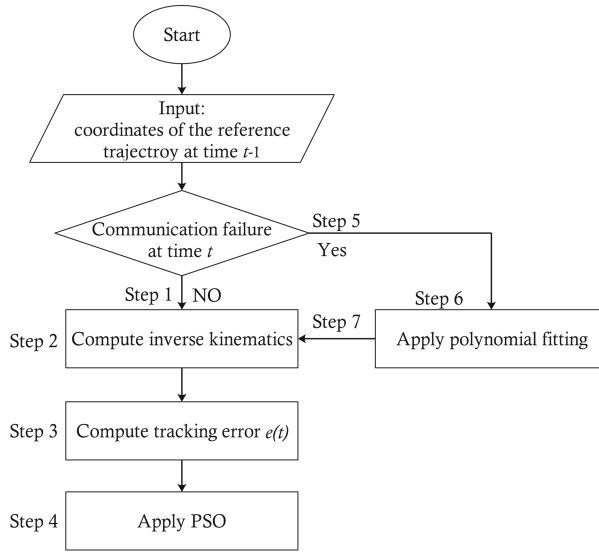 Start
Input:
coordinates of the reference
trajectroy at time t-1
Communication failure
at time t
Step 5
Yes
Step 1
NO
Step 6
Step 2
Compute inverse kinematics
Step 7
Apply polynomial fitting
Step 3
Compute tracking error e(t)
Step 4
Apply PSO